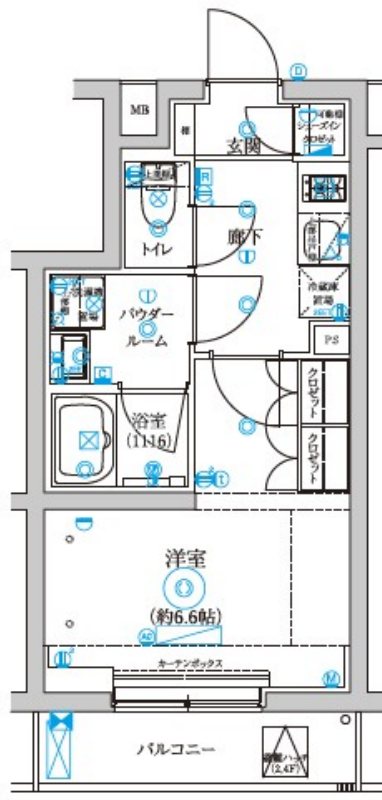 D
MB
棚
玄関
シューズイン
クロゼット
R
トイレ
廊下
冷蔵庫
置場
洗濯機
置場
パウダー
ルーム
PS
C
クロゼット
クロゼット
浴室
(1116)
t
洋室
(約6.6帖)
AC
カーテンボックス
M
バルコニー
避難ハッチ
(2,4F)